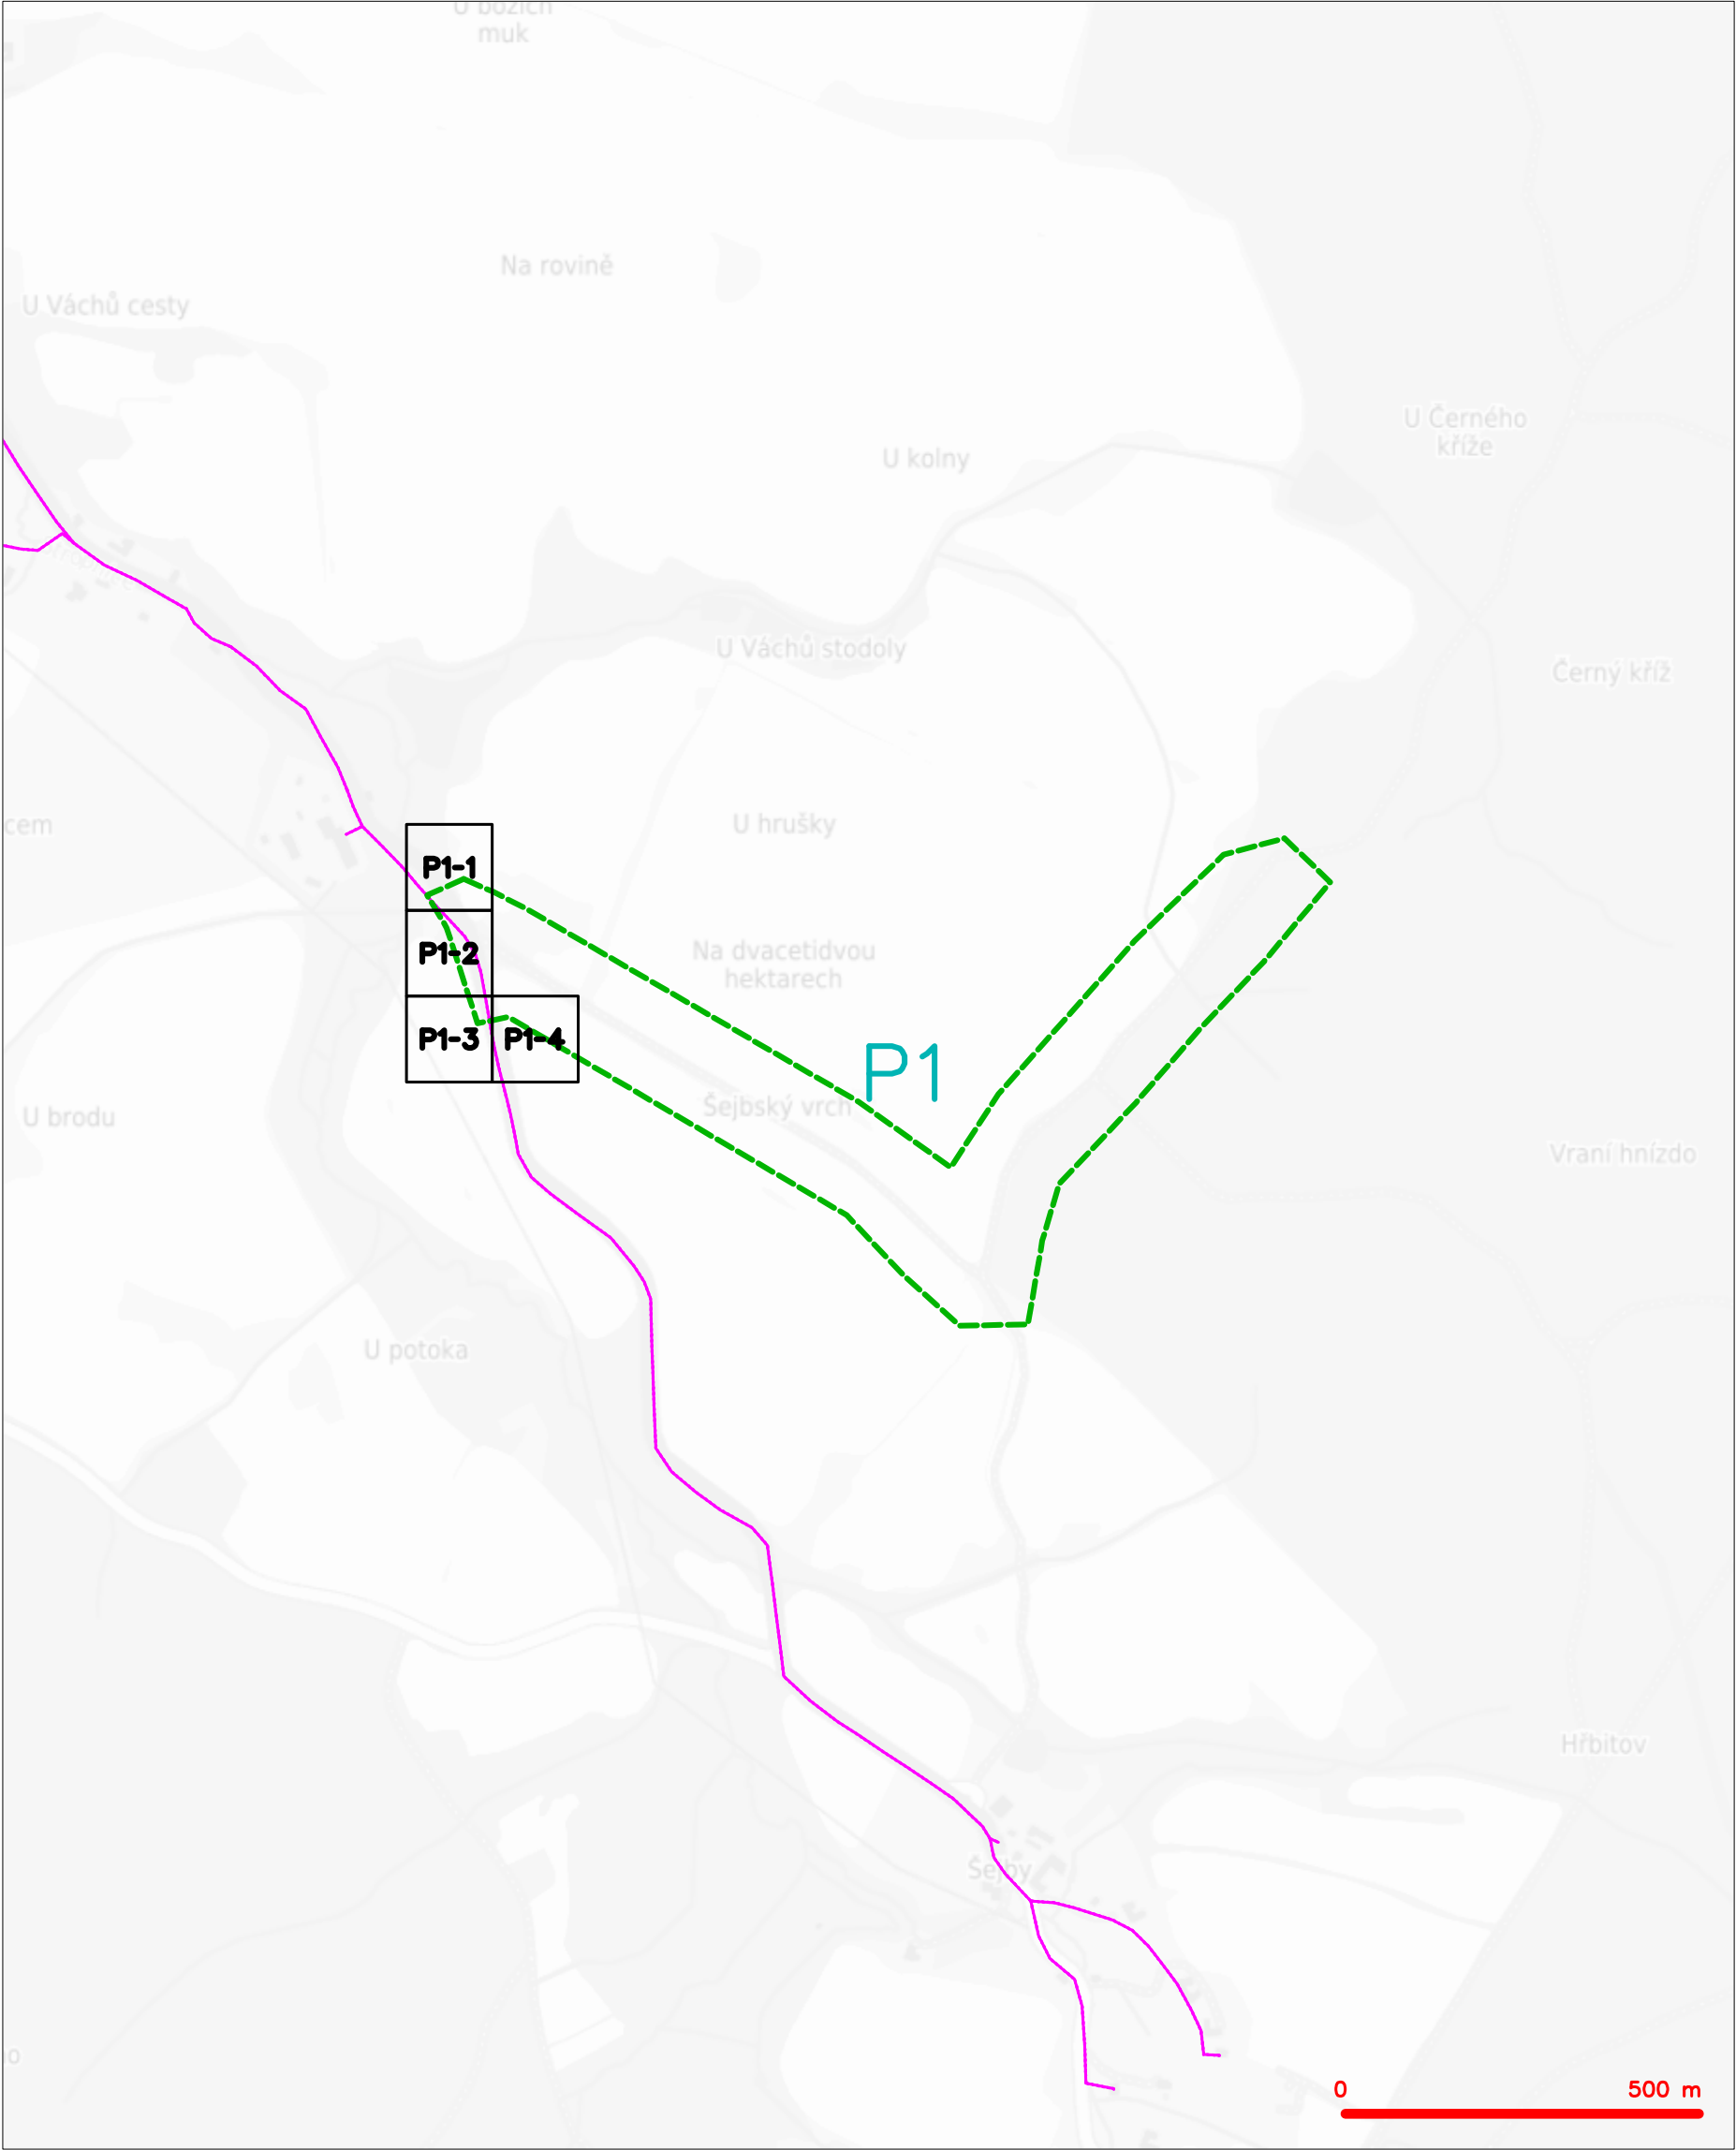 U božích
muk
Na rovině
U Váchů cesty
U Černého
kříže
U kolny
U Váchů stodoly
Černý kříž
cem
U hrušky
P1-1
P1-2
Na dvacetidvou
hektarech
P1-3 P1-4
P1
Šejbský vrch
U brodu
Vraní hnízdo
U potoka
Hřbitov
Šejby
0 500 m